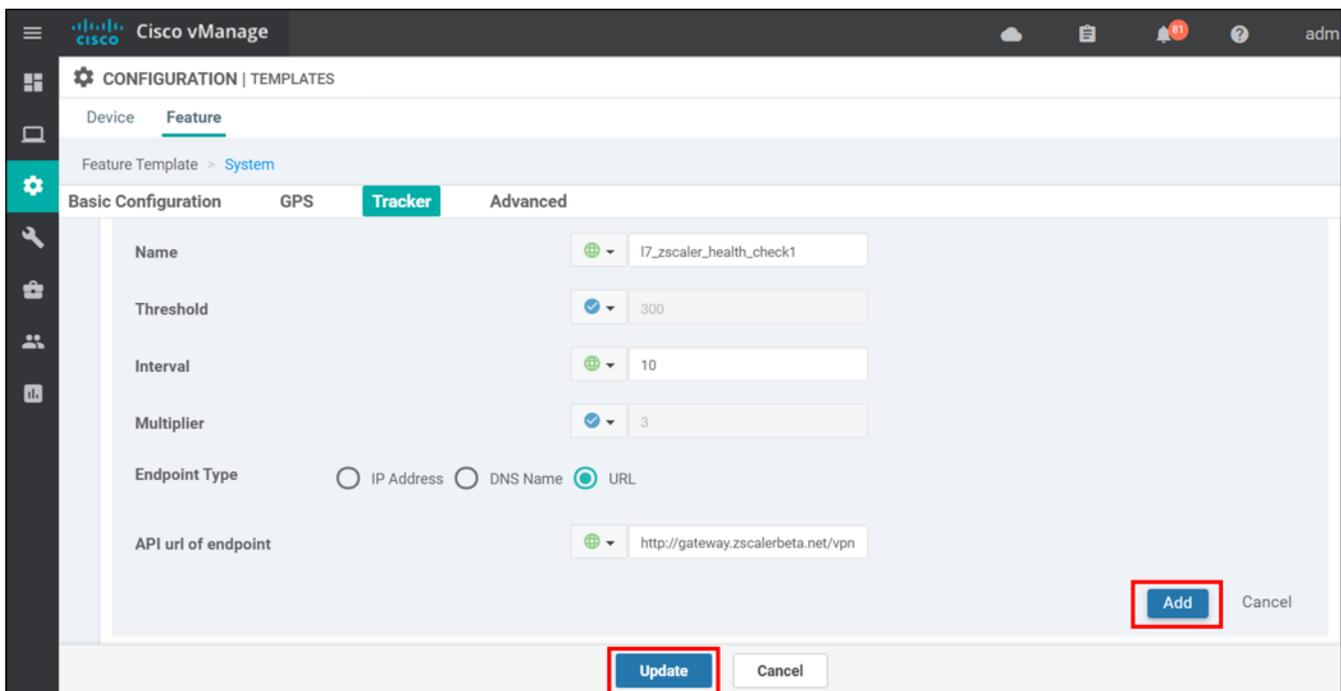 CISCO Cisco vManage 81 adm
CONFIGURATION | TEMPLATES
Device Feature
Feature Template > System
Basic Configuration GPS Tracker Advanced
Name l7_zscaler_health_check1
Threshold 300
Interval 10
Multiplier 3
Endpoint Type IP Address DNS Name URL
API url of endpoint http://gateway.zscalerbeta.net/vpn
Add Cancel
Update Cancel